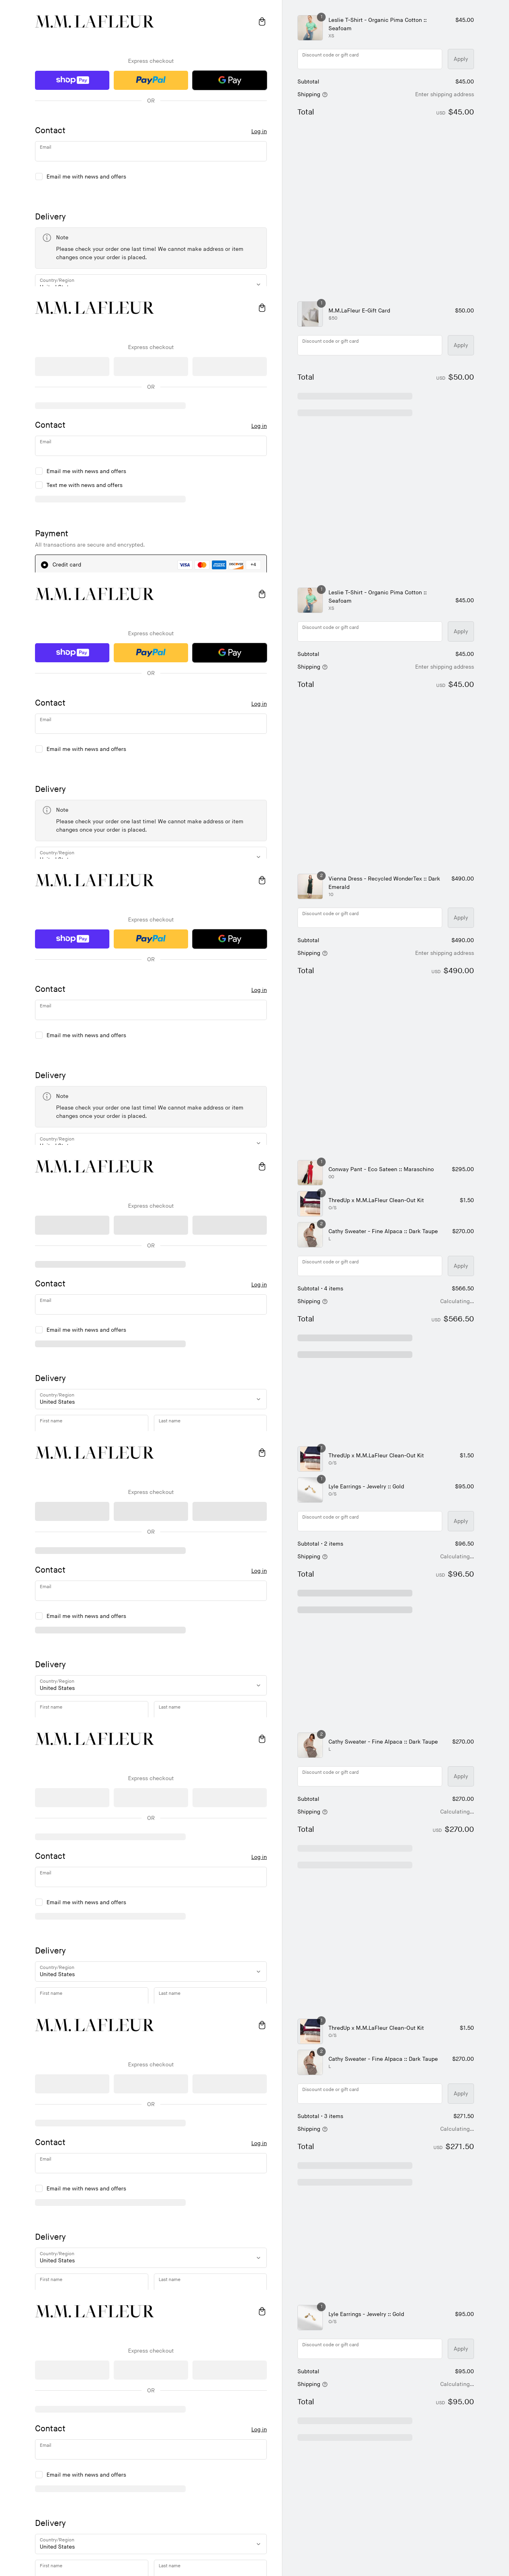 M.M. LAFLEUR
Express checkout
shop Pay
PayPal
G Pay
OR
Contact
Log in
Email
Email me with news and offers
Delivery
Note
Please check your order one last time! We cannot make address or item
changes once your order is placed.
Country/Region
1
Leslie T-Shirt - Organic Pima Cotton ::
Seafoam
XS
$45.00
Discount code or gift card
Apply
Subtotal
$45.00
Shipping
Enter shipping address
Total
USD $45.00
M.M. LAFLEUR
Express checkout
OR
Contact
Log in
Email
Email me with news and offers
Text me with news and offers
Payment
All transactions are secure and encrypted.
Credit card
VISA
DISCOVER
+4
1
M.M.LaFleur E-Gift Card
$50
$50.00
Discount code or gift card
Apply
Total
USD $50.00
M.M. LAFLEUR
Express checkout
shop Pay
PayPal
G Pay
OR
Contact
Log in
Email
Email me with news and offers
Delivery
Note
Please check your order one last time! We cannot make address or item
changes once your order is placed.
Country/Region
1
Leslie T-Shirt - Organic Pima Cotton ::
Seafoam
XS
$45.00
Discount code or gift card
Apply
Subtotal
$45.00
Shipping
Enter shipping address
Total
USD $45.00
M.M. LAFLEUR
Express checkout
shop Pay
PayPal
G Pay
OR
Contact
Log in
Email
Email me with news and offers
Delivery
Note
Please check your order one last time! We cannot make address or item
changes once your order is placed.
Country/Region
2
Vienna Dress - Recycled WonderTex :: Dark
Emerald
10
$490.00
Discount code or gift card
Apply
Subtotal
$490.00
Shipping
Enter shipping address
Total
USD $490.00
M.M. LAFLEUR
Express checkout
OR
Contact
Log in
Email
Email me with news and offers
Delivery
Country/Region
United States
First name
Last name
1
Conway Pant - Eco Sateen :: Maraschino
00
$295.00
1
ThredUp x M.M.LaFleur Clean-Out Kit
O/S
$1.50
2
Cathy Sweater - Fine Alpaca :: Dark Taupe
L
$270.00
Discount code or gift card
Apply
Subtotal · 4 items
$566.50
Shipping
Calculating...
Total
USD $566.50
M.M. LAFLEUR
Express checkout
OR
Contact
Log in
Email
Email me with news and offers
Delivery
Country/Region
United States
First name
Last name
1
ThredUp x M.M.LaFleur Clean-Out Kit
O/S
$1.50
1
Lyle Earrings - Jewelry :: Gold
O/S
$95.00
Discount code or gift card
Apply
Subtotal · 2 items
$96.50
Shipping
Calculating...
Total
USD $96.50
M.M. LAFLEUR
Express checkout
OR
Contact
Log in
Email
Email me with news and offers
Delivery
Country/Region
United States
First name
Last name
2
Cathy Sweater - Fine Alpaca :: Dark Taupe
L
$270.00
Discount code or gift card
Apply
Subtotal
$270.00
Shipping
Calculating...
Total
USD $270.00
M.M. LAFLEUR
Express checkout
OR
Contact
Log in
Email
Email me with news and offers
Delivery
Country/Region
United States
First name
Last name
1
ThredUp x M.M.LaFleur Clean-Out Kit
O/S
$1.50
2
Cathy Sweater - Fine Alpaca :: Dark Taupe
L
$270.00
Discount code or gift card
Apply
Subtotal · 3 items
$271.50
Shipping
Calculating...
Total
USD $271.50
M.M. LAFLEUR
Express checkout
OR
Contact
Log in
Email
Email me with news and offers
Delivery
Country/Region
United States
First name
Last name
1
Lyle Earrings - Jewelry :: Gold
O/S
$95.00
Discount code or gift card
Apply
Subtotal
$95.00
Shipping
Calculating...
Total
USD $95.00